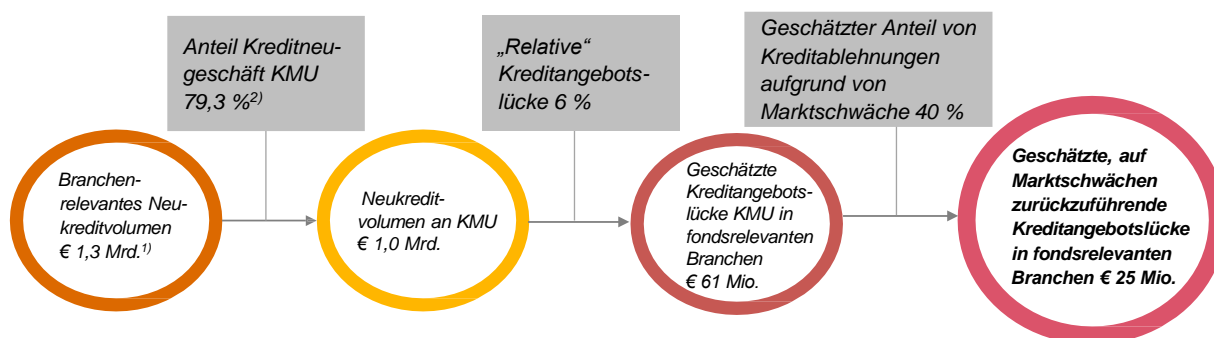 Anteil Kreditneu-
geschäft KMU
79,3 %2)
„Relative“
Kreditangebots-
lücke 6 %
Geschätzter Anteil von
Kreditablehnungen
aufgrund von
Marktschwäche 40 %
Branchen-
relevantes Neu-
kreditvolumen
€ 1,3 Mrd.1)
Neukredit-
volumen an KMU
€ 1,0 Mrd.
Geschätzte
Kreditangebots-
lücke KMU in
fondsrelevanten
Branchen
€ 61 Mio.
Geschätzte, auf
Marktschwächen
zurückzuführende
Kreditangebotslücke
in fondsrelevanten
Branchen € 25 Mio.